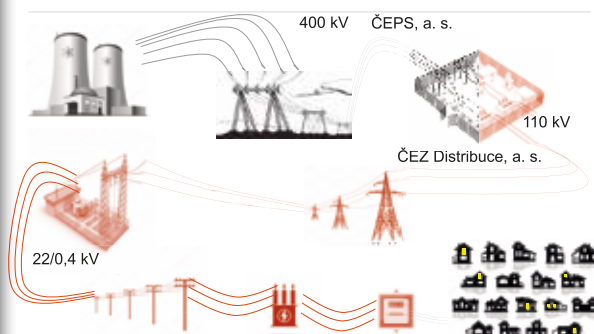 400 kV
ČEPS, a. s.
110 kV
ČEZ Distribuce, a. s.
22/0,4 kV